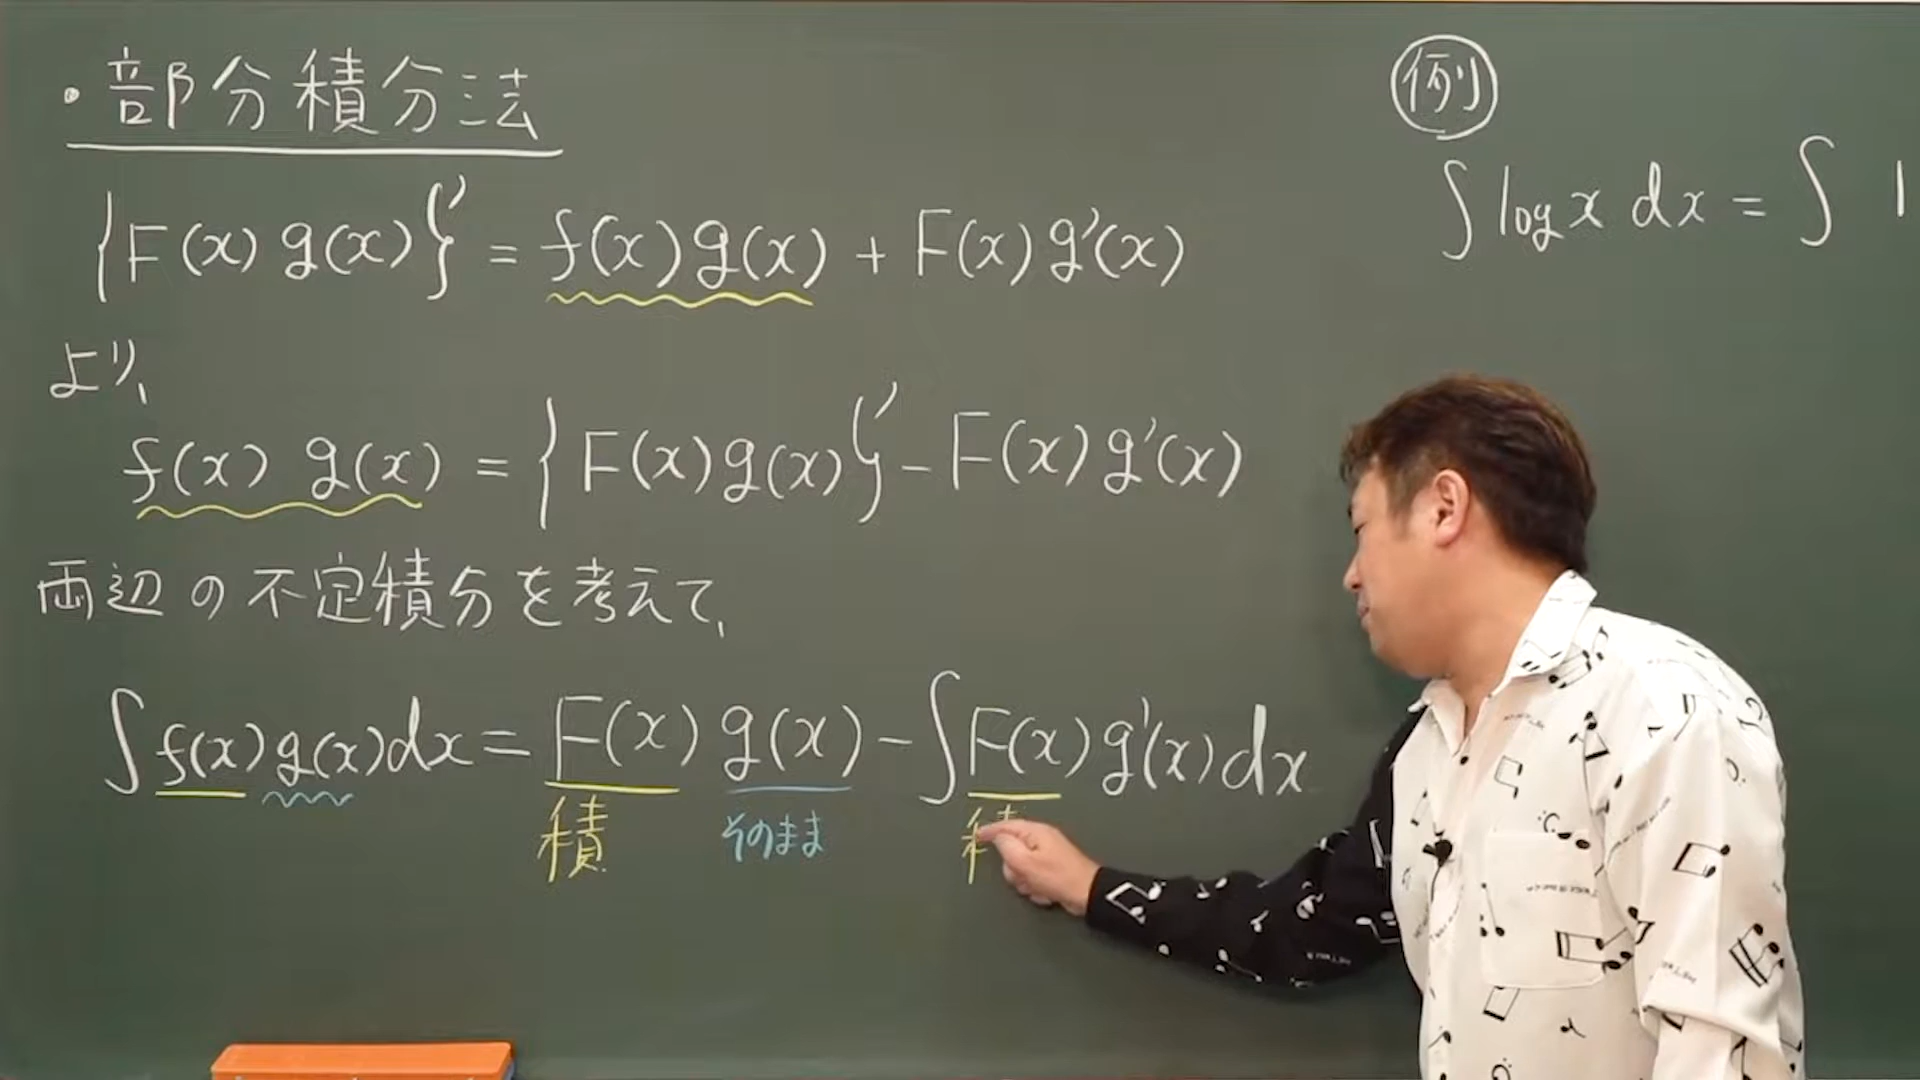 ・部分積分法
{F(x)g(x)}' = f(x)g(x) + F(x)g'(x)
より、
f(x) g(x) = {F(x)g(x)}' - F(x)g'(x)
両辺の不定積分を考えて、
∫f(x)g(x)dx = F(x)g(x) - ∫F(x)g'(x)dx
積 そのまま 積
例
∫log x dx = ∫ 1